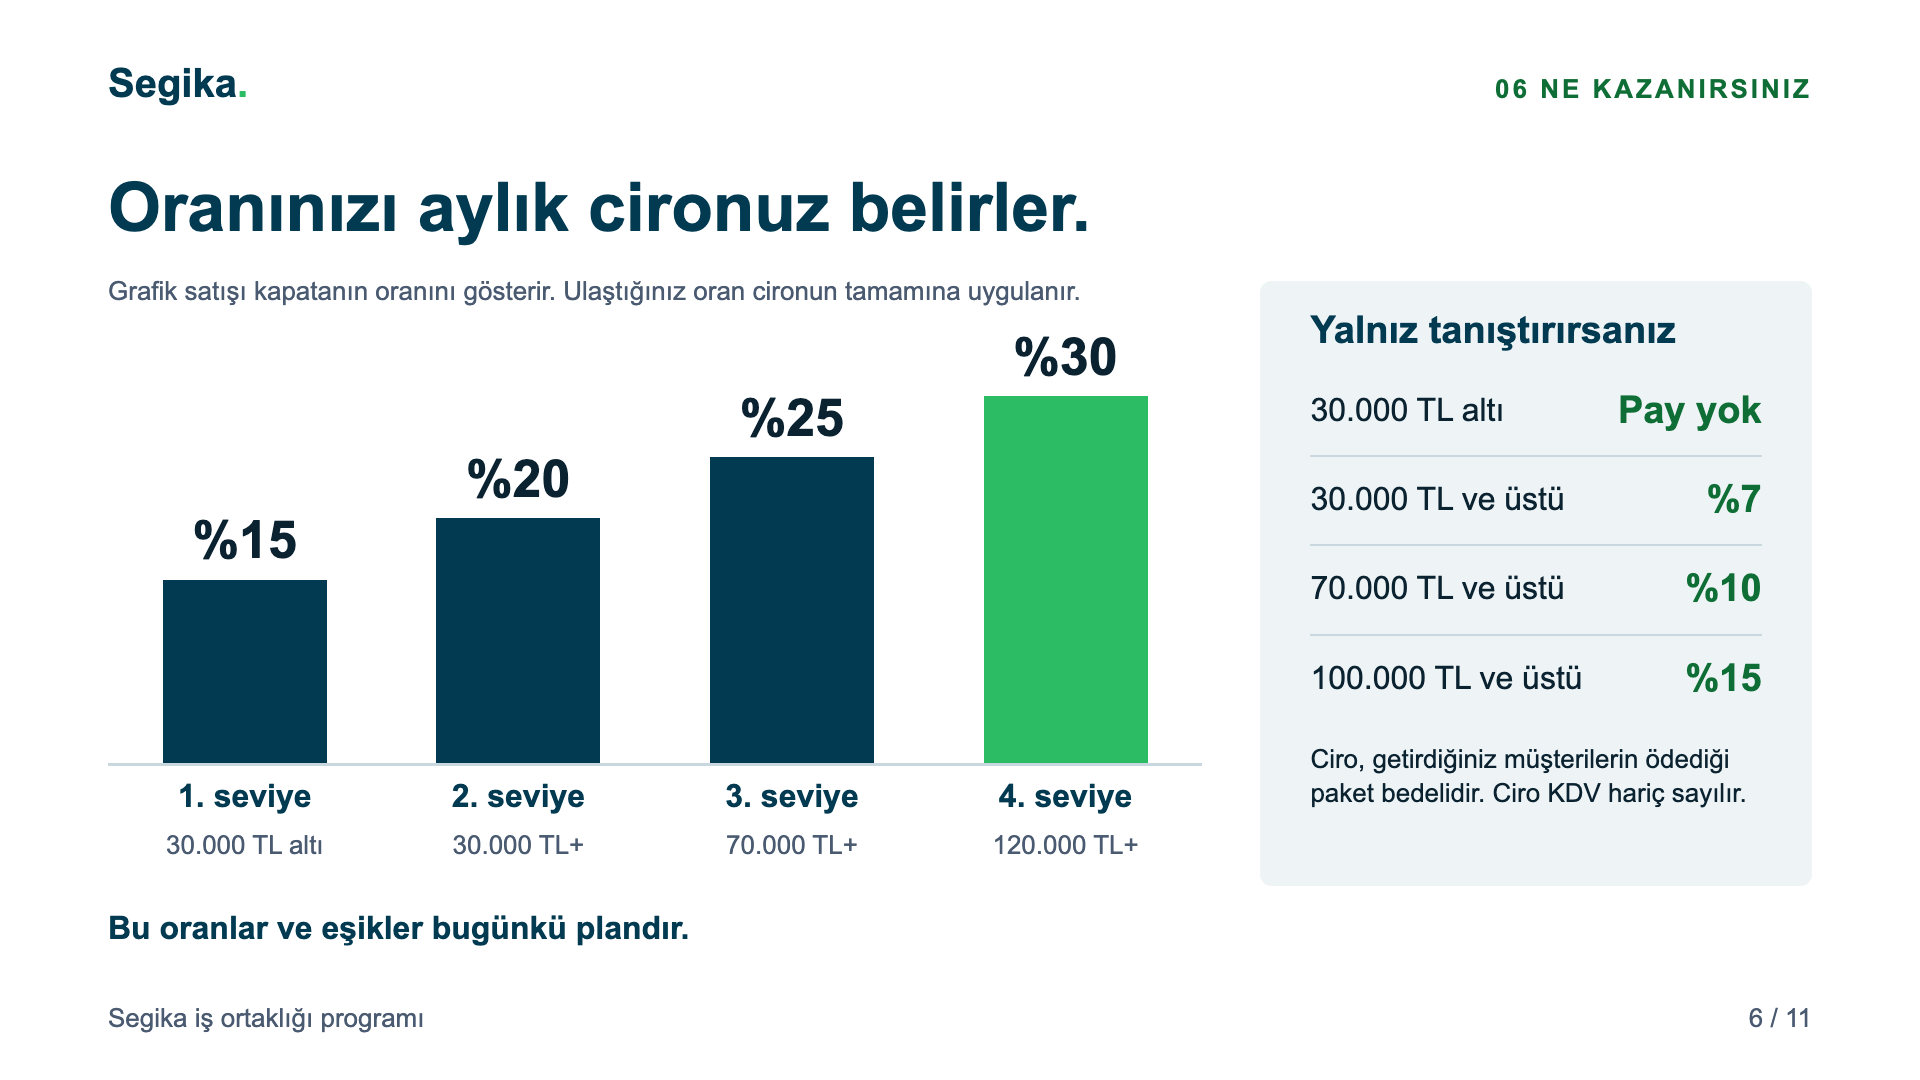 Segika.
06 NE KAZANIRSINIZ
Oranınızı aylık cironuz belirler.
Grafik satışı kapatanın oranını gösterir. Ulaştığınız oran cironun tamamına uygulanır.
%15
%20
%25
%30
1. seviye
2. seviye
3. seviye
4. seviye
30.000 TL altı
30.000 TL+
70.000 TL+
120.000 TL+
Yalnız tanıştırırsanız
30.000 TL altı Pay yok
30.000 TL ve üstü %7
70.000 TL ve üstü %10
100.000 TL ve üstü %15
Ciro, getirdiğiniz müşterilerin ödediği
paket bedelidir. Ciro KDV hariç sayılır.
Bu oranlar ve eşikler bugünkü plandır.
Segika iş ortaklığı programı
6 / 11